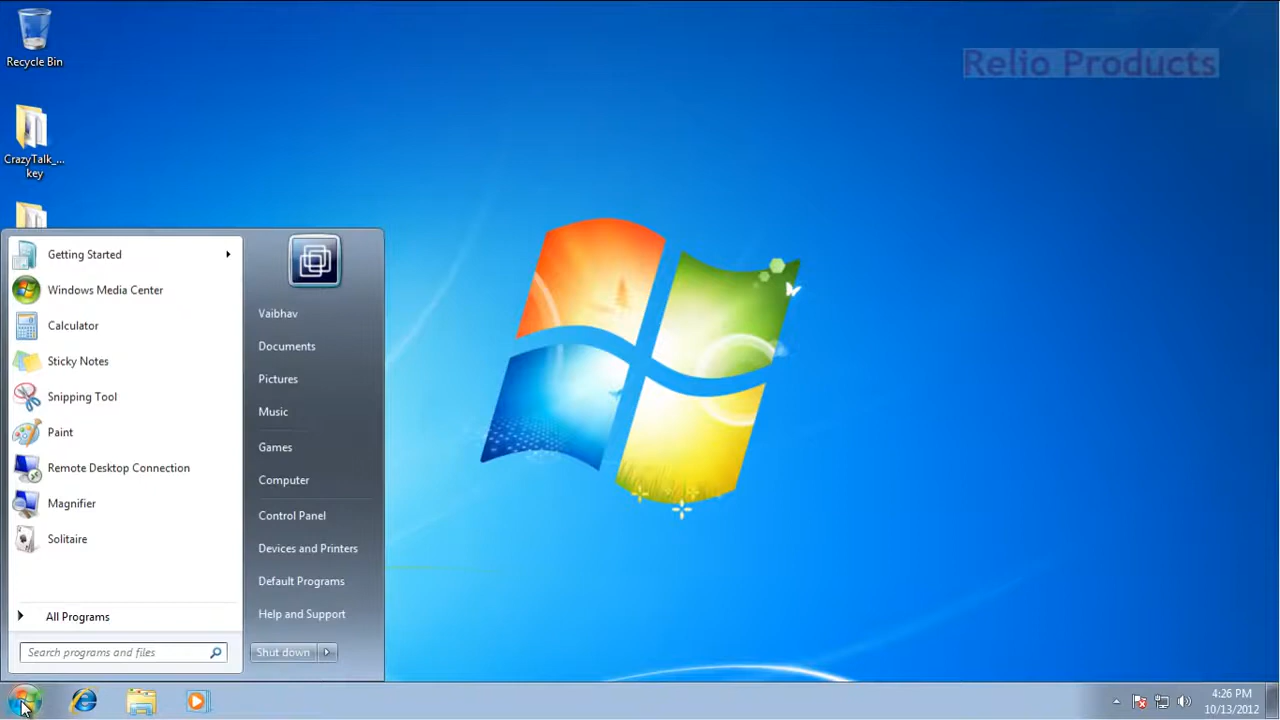 Relio Products
Recycle Bin
CrazyTalk_...
key
Getting Started
Windows Media Center
Calculator
Sticky Notes
Snipping Tool
Paint
Remote Desktop Connection
Magnifier
Solitaire
All Programs
Search programs and files
Vaibhav
Documents
Pictures
Music
Games
Computer
Control Panel
Devices and Printers
Default Programs
Help and Support
Shut down
4:26 PM
10/13/2012